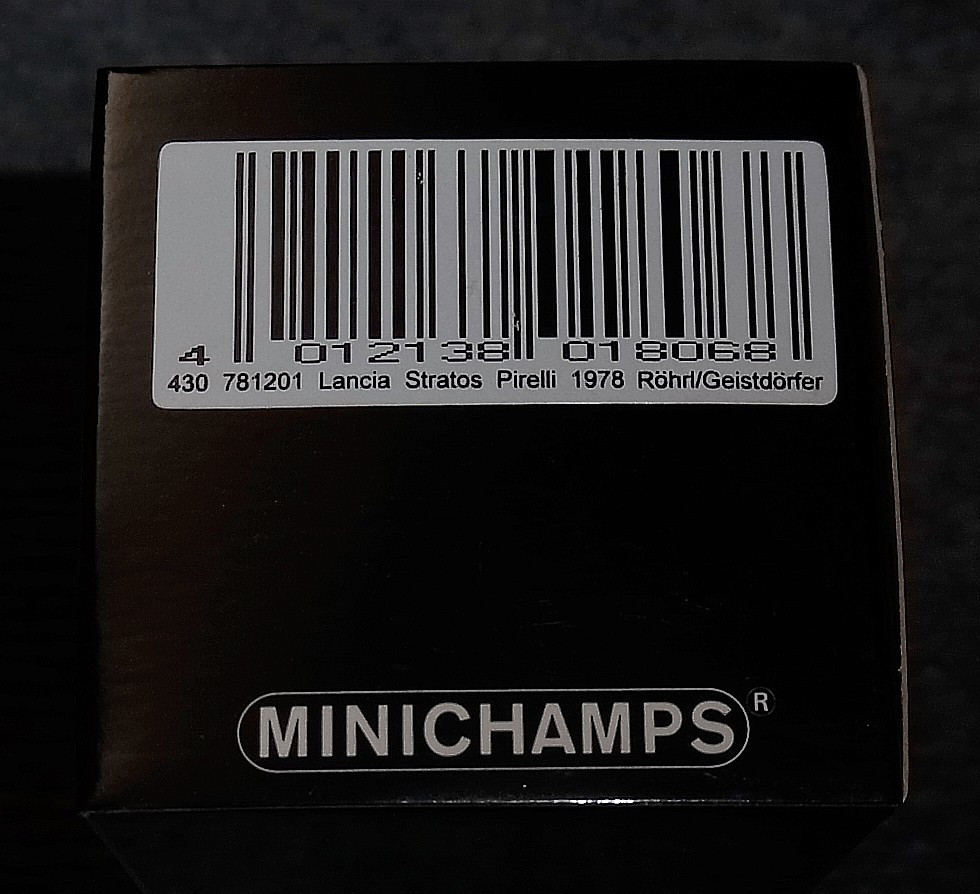 4 012138 018068
430 781201 Lancia Stratos Pirelli 1978 Röhrl/Geistdörfer
MINICHAMPS®